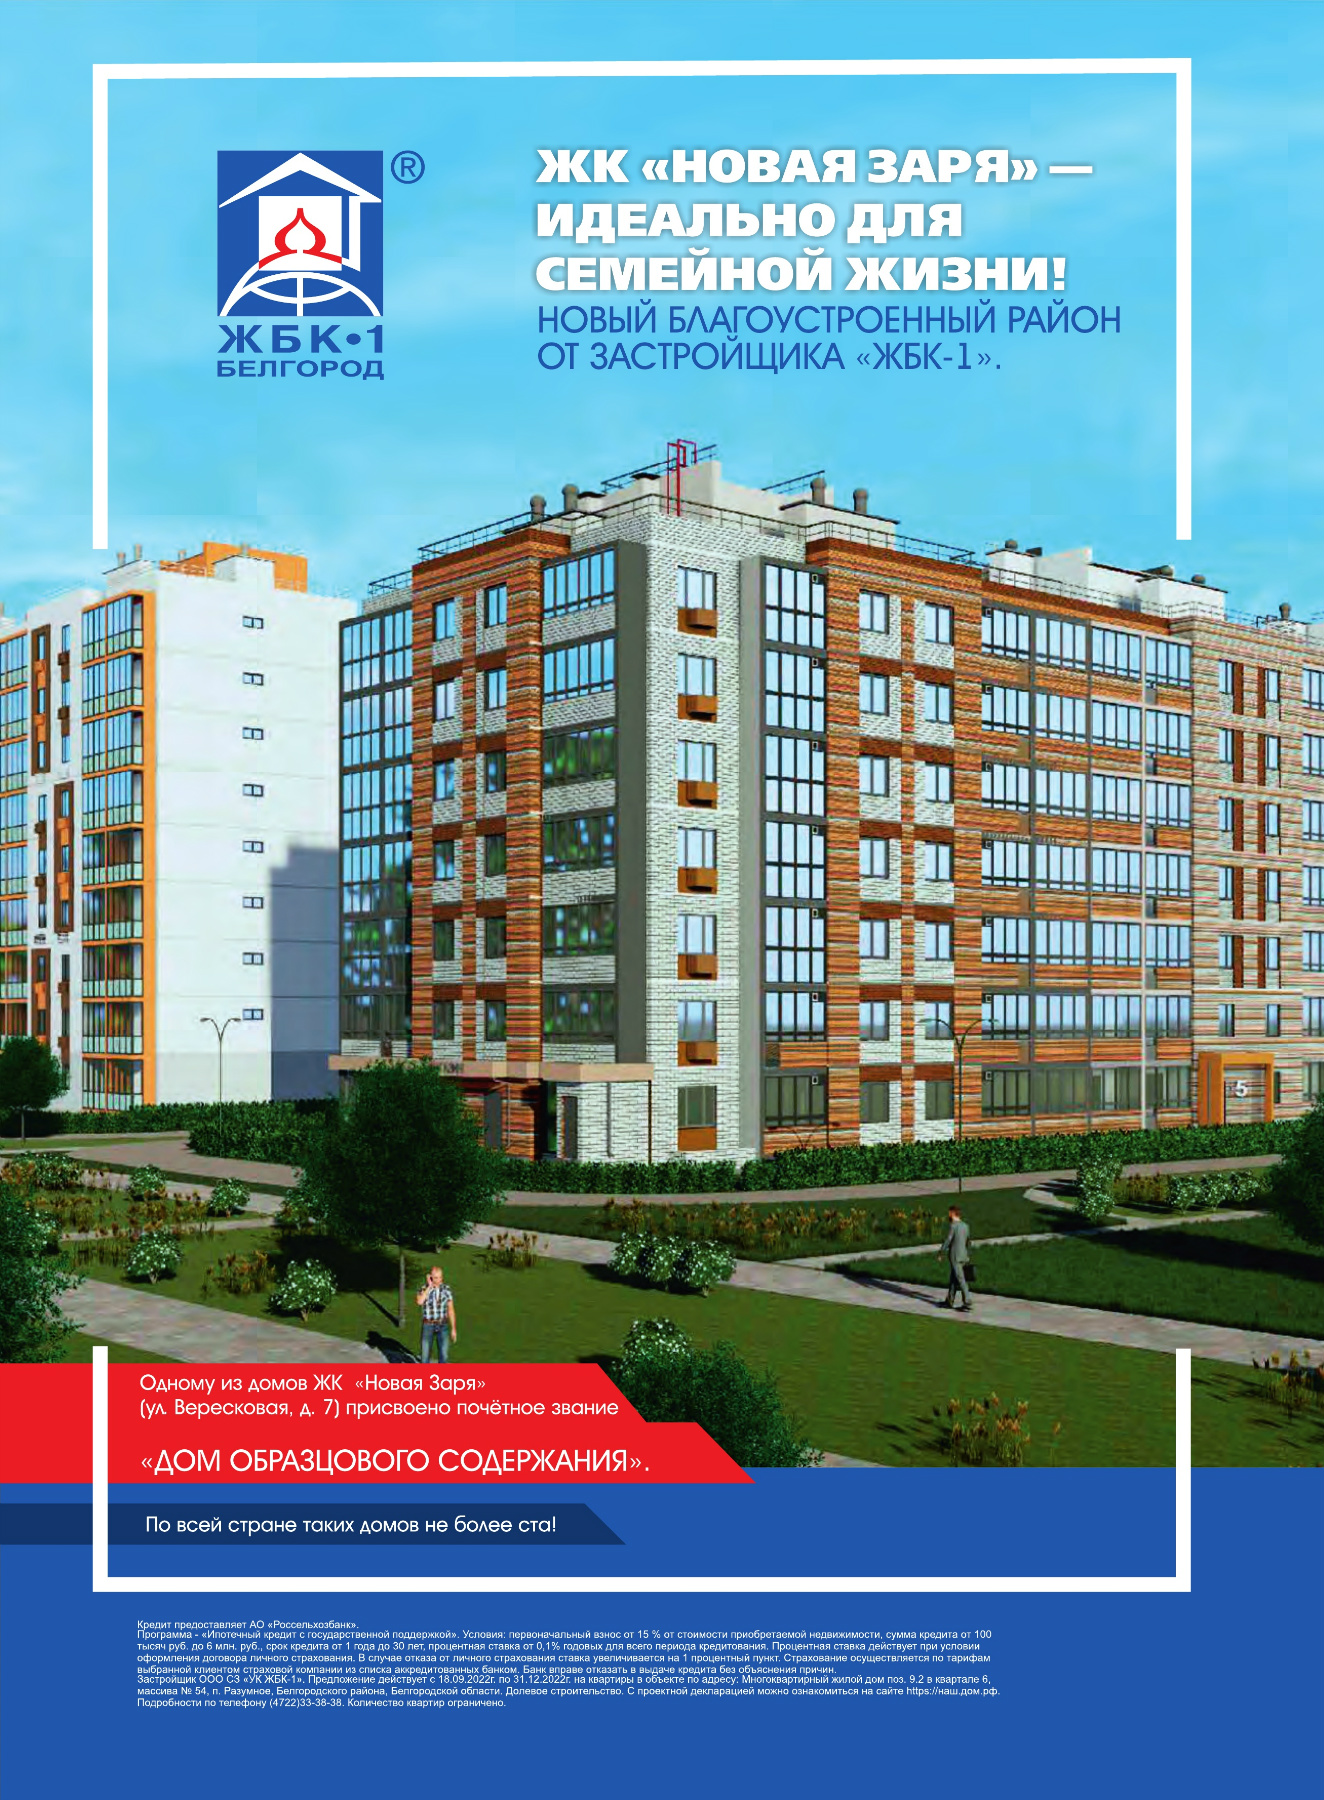 ЖБК•1
БЕЛГОРОД
®
ЖК «НОВАЯ ЗАРЯ» —
ИДЕАЛЬНО ДЛЯ
СЕМЕЙНОЙ ЖИЗНИ!
НОВЫЙ БЛАГОУСТРОЕННЫЙ РАЙОН
ОТ ЗАСТРОЙЩИКА «ЖБК-1».
5
Одному из домов ЖК «Новая Заря»
(ул. Вересковая, д. 7) присвоено почётное звание
«ДОМ ОБРАЗЦОВОГО СОДЕРЖАНИЯ».
По всей стране таких домов не более ста!
Кредит предоставляет АО «Россельхозбанк».
Программа - «Ипотечный кредит с государственной поддержкой». Условия: первоначальный взнос от 15 % от стоимости приобретаемой недвижимости, сумма кредита от 100
тысяч руб. до 6 млн. руб., срок кредита от 1 года до 30 лет, процентная ставка от 0,1% годовых для всего периода кредитования. Процентная ставка действует при условии
оформления договора личного страхования. В случае отказа от личного страхования ставка увеличивается на 1 процентный пункт. Страхование осуществляется по тарифам
выбранной клиентом страховой компании из списка аккредитованных банком. Банк вправе отказать в выдаче кредита без объяснения причин.
Застройщик ООО СЗ «УК ЖБК-1». Предложение действует с 18.09.2022г. по 31.12.2022г. на квартиры в объекте по адресу: Многоквартирный жилой дом поз. 9.2 в квартале 6,
массива № 54, п. Разумное, Белгородского района, Белгородской области. Долевое строительство. С проектной декларацией можно ознакомиться на сайте https://наш.дом.рф.
Подробности по телефону (4722)33-38-38. Количество квартир ограничено.